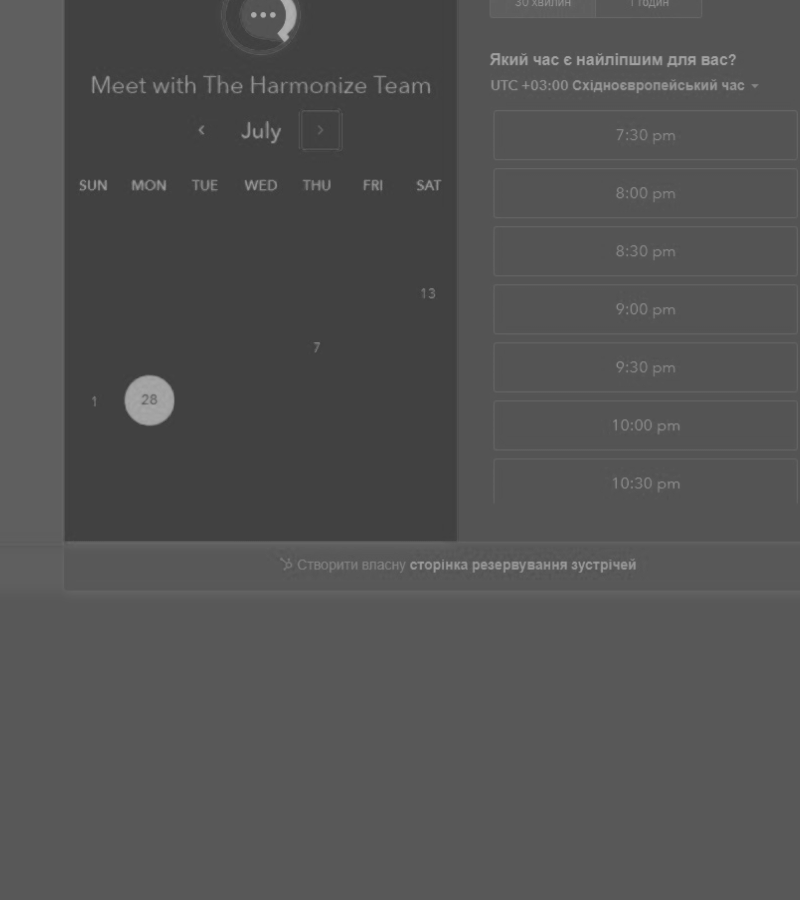 30 хвилин
1 годин
Meet with The Harmonize Team
‹ July ›
SUN MON TUE WED THU FRI SAT
13
7
1 28
Який час є найліпшим для вас?
UTC +03:00 Східноєвропейський час
7:30 pm
8:00 pm
8:30 pm
9:00 pm
9:30 pm
10:00 pm
10:30 pm
Створити власну сторінка резервування зустрічей